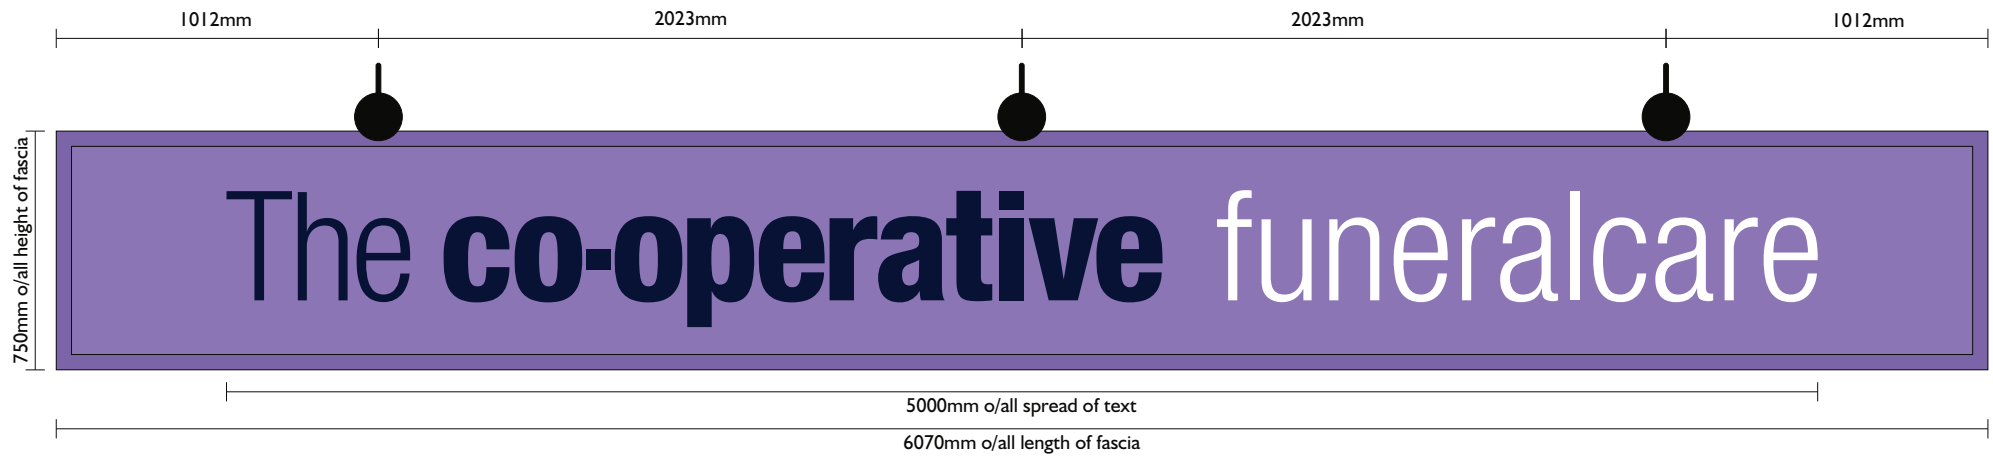 1012mm 2023mm 2023mm 1012mm
750mm o/all height of fascia
The co-operative funeralcare
5000mm o/all spread of text
6070mm o/all length of fascia